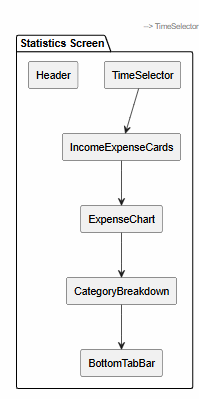 --> TimeSelector
Statistics Screen
Header
TimeSelector
IncomeExpenseCards
ExpenseChart
CategoryBreakdown
BottomTabBar